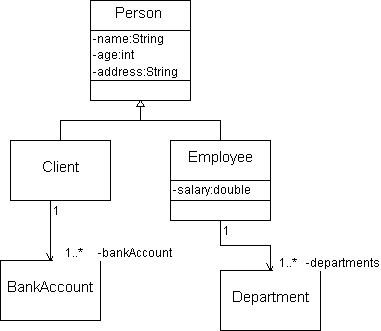 Person
-name:String
-age:int
-address:String
Client
Employee
-salary:double
1
1
1..* -bankAccount
1..* -departments
BankAccount
Department